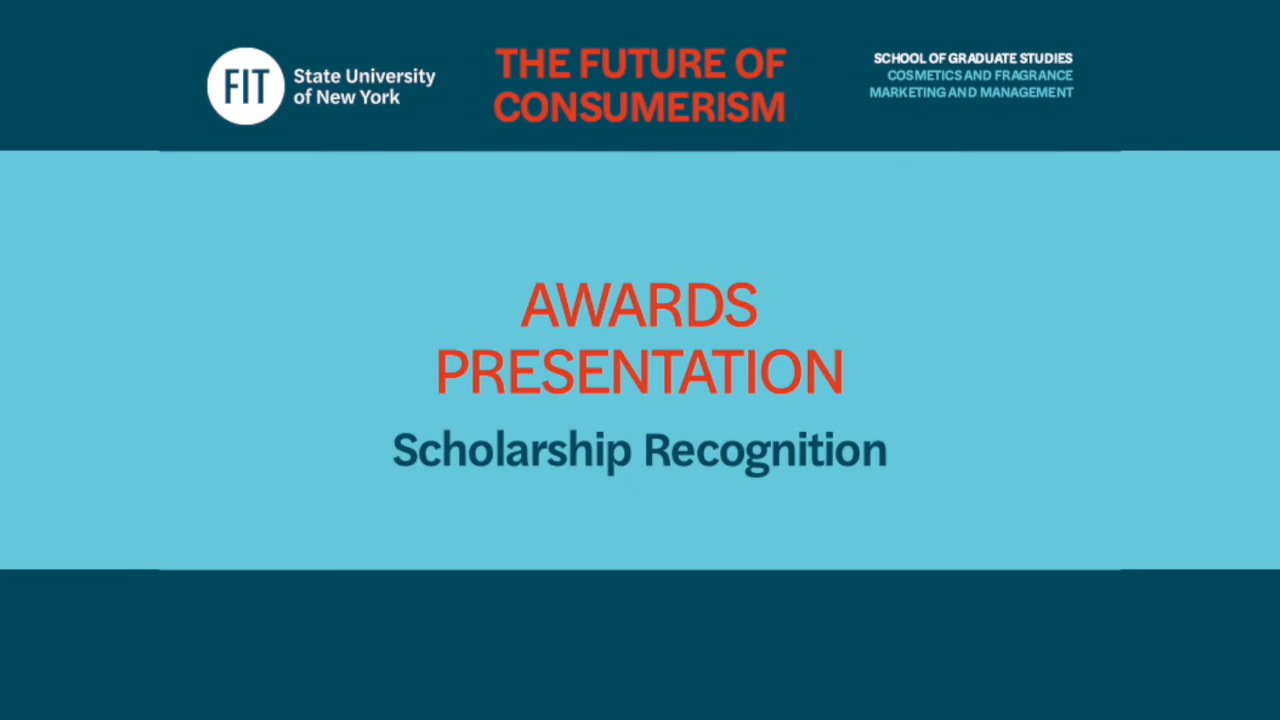 FIT
State University
of New York
THE FUTURE OF
CONSUMERISM
SCHOOL OF GRADUATE STUDIES
COSMETICS AND FRAGRANCE
MARKETING AND MANAGEMENT
AWARDS
PRESENTATION
Scholarship Recognition